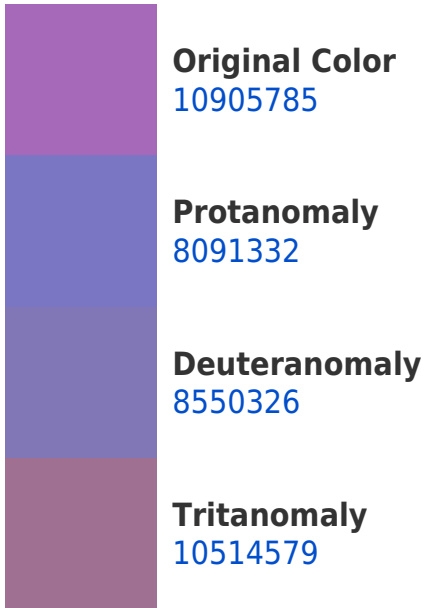 Original Color
10905785
Protanomaly
8091332
Deuteranomaly
8550326
Tritanomaly
10514579